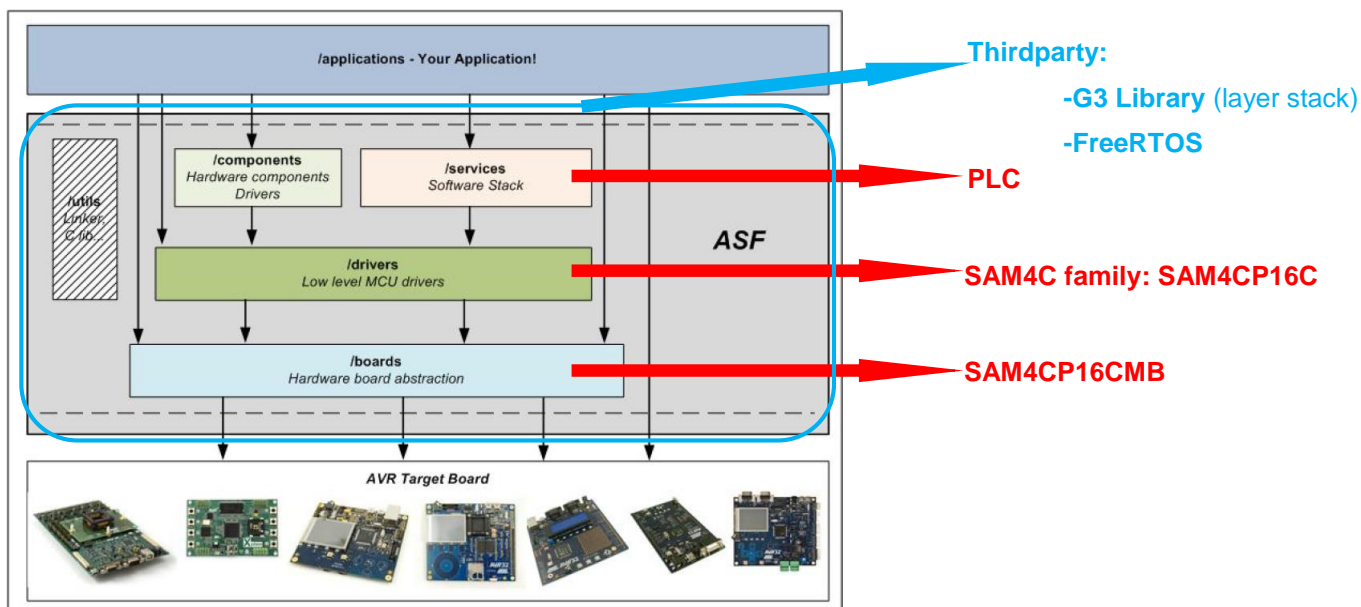 /applications - Your Application!
Thirdparty:
-G3 Library (layer stack)
-FreeRTOS
/components
Hardware components
Drivers
/services
Software Stack
PLC
/utils
Linker,
C lib...
ASF
/drivers
Low level MCU drivers
SAM4C family: SAM4CP16C
/boards
Hardware board abstraction
SAM4CP16CMB
AVR Target Board